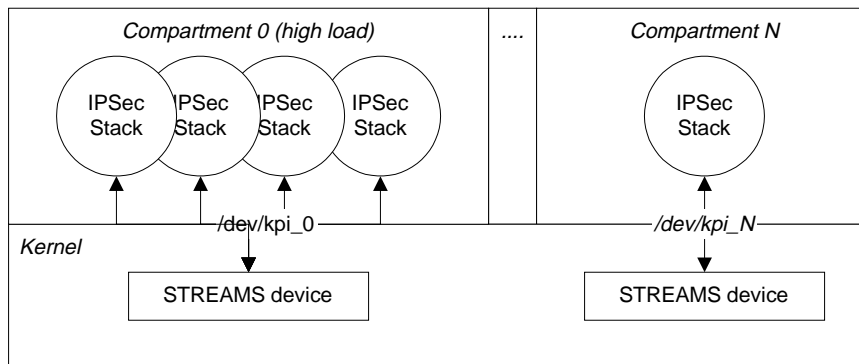 Compartment 0 (high load)
....
Compartment N
IPSec
Stack
IPSec
Stack
IPSec
Stack
IPSec
Stack
IPSec
Stack
/dev/kpi_0
/dev/kpi_N
Kernel
STREAMS device
STREAMS device